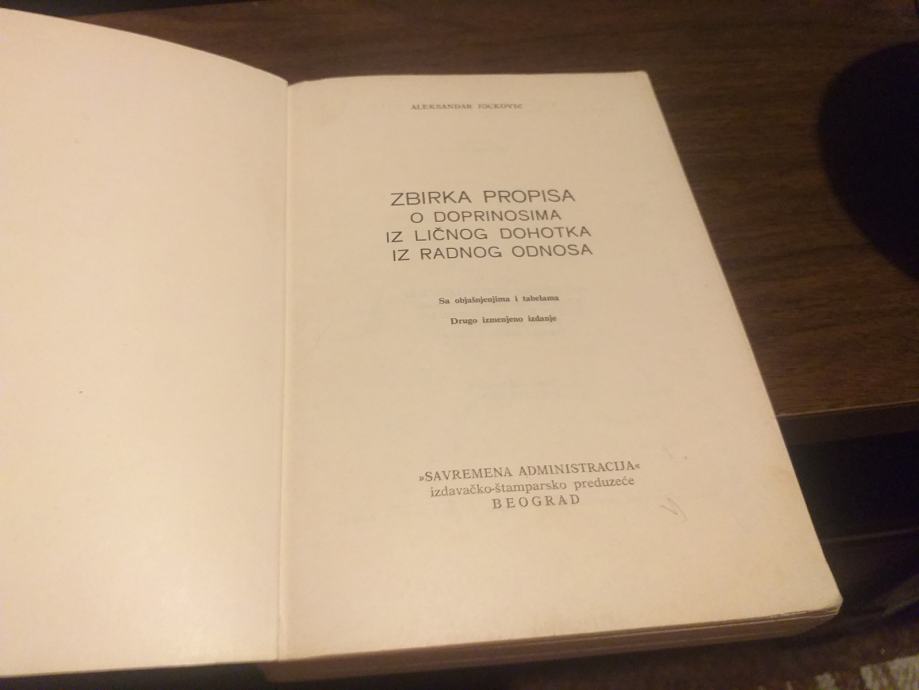 ALEKSANDAR JOCKOVIĆ
ZBIRKA PROPISA
O DOPRINOSIMA
IZ LIČNOG DOHOTKA
IZ RADNOG ODNOSA
Sa objašnjenjima i tabelama
Drugo izmenjeno izdanje
»SAVREMENA ADMINISTRACIJA«
izdavačko-štamparsko preduzeće
BEOGRAD